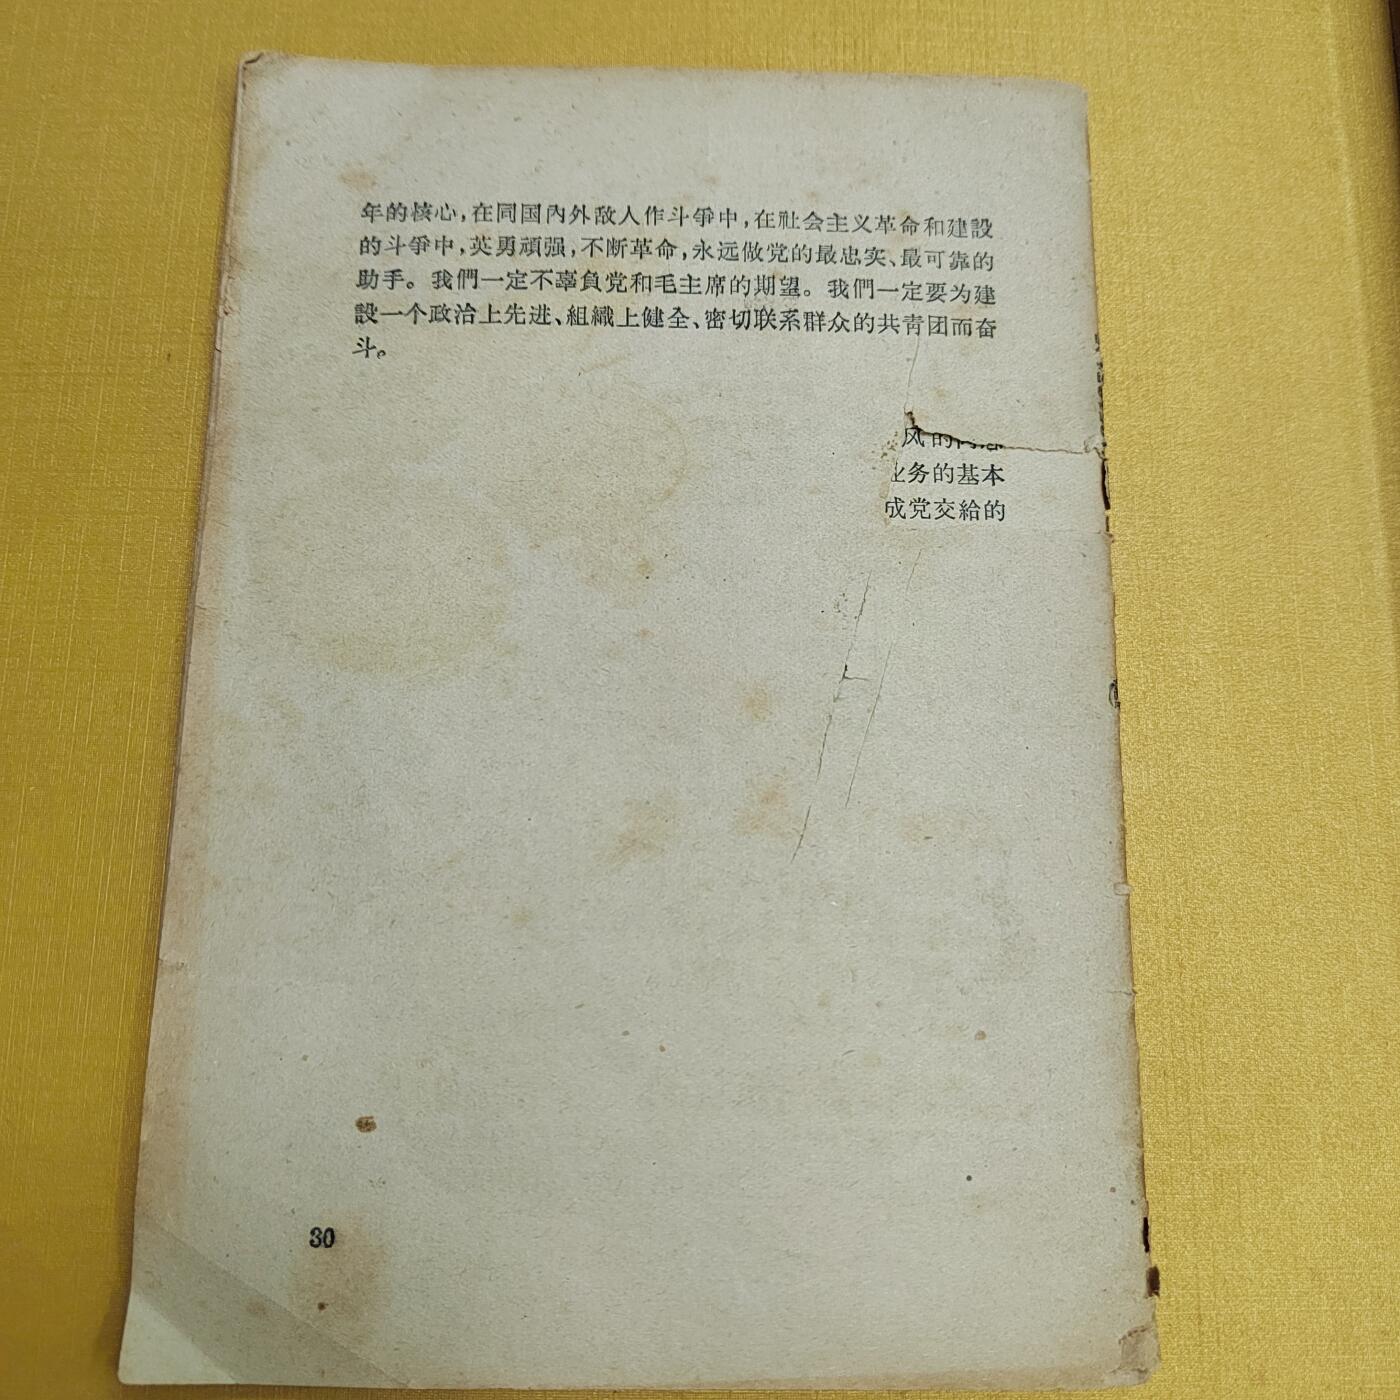 年的核心，在同国內外敌人作斗爭中，在社会主义革命和建設
的斗爭中，英勇頑强，不断革命，永远做党的最忠实、最可靠的
助手。我們一定不辜負党和毛主席的期望。我們一定要为建
設一个政治上先进、組織上健全、密切联系群众的共青团而奋
斗。
风的
业务的基本
成党交給的
30